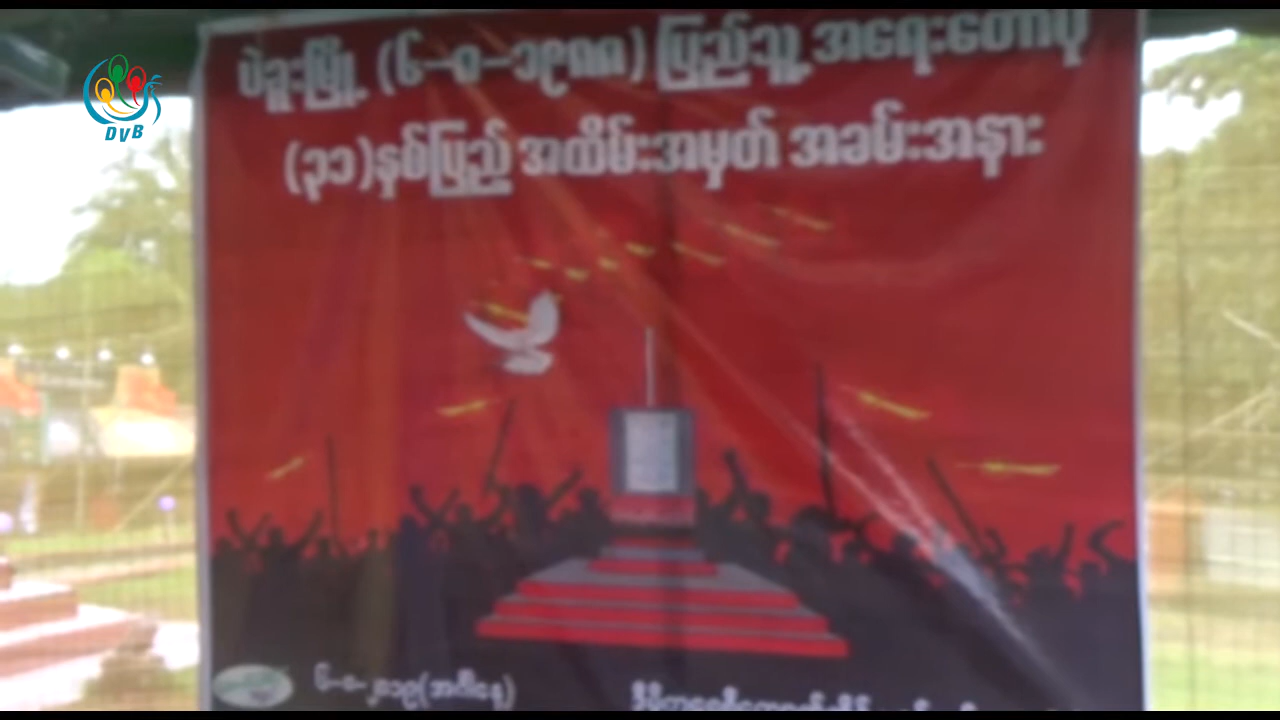 DVB
ပဲခူးမြို့ (၆-၈-၁၉၈၈) ပြည်သူ့ အရေးတော်ပုံ
(၃၁)နှစ်ပြည့် အထိမ်းအမှတ် အခမ်းအနား
၆-၈-၂၀၁၉(အင်္ဂါနေ့)